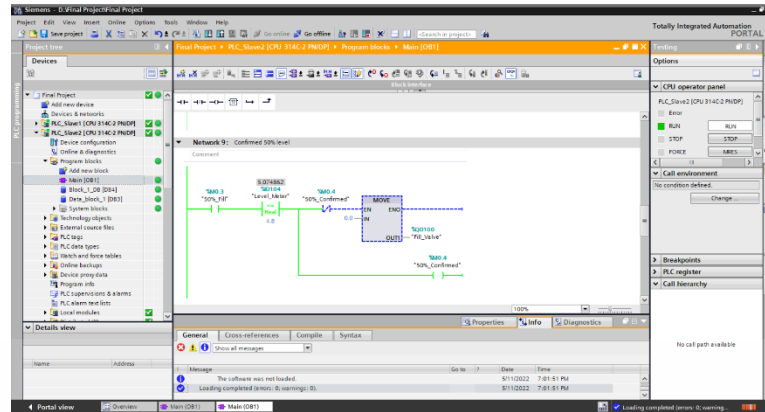 Siemens - D:\Final Project\Final Project
Project Edit View Insert Online Options Tools Window Help
Totally Integrated Automation
PORTAL
Save project
Go online
Go offline
<Search in project>
Project tree
Final Project
PLC_Slave2 [CPU 314C-2 PN/DP]
Program blocks
Main [OB1]
Testing
Devices
Options
PLC programming
Block interface
CPU operator panel
PLC_Slave2 [CPU 314C-2 PN/DP]
Error
RUN
RUN
STOP
STOP
FORCE
MRES
Call environment
No condition defined.
Change...
Breakpoints
PLC register
Call hierarchy
No call path available
Final Project
Add new device
Devices & networks
PLC_Slave1 [CPU 314C-2 PN/DP]
PLC_Slave2 [CPU 314C-2 PN/DP]
Device configuration
Online & diagnostics
Program blocks
Add new block
Main [OB1]
Block_1_DB [DB4]
Data_block_1 [DB3]
System blocks
Technology objects
External source files
PLC tags
PLC data types
Watch and force tables
Online backups
Device proxy data
Program info
PLC supervisions & alarms
PLC alarm text lists
Local modules
Details view
Name
Address
Network 9: Confirmed 50% level
Comment
5.074862
%M0.3
%ID104
%M0.4
"50%_Fill"
"Level_Meter"
"50%_Confirmed"
MOVE
Real
4.8
EN
ENO
0.0
IN
%QD100
OUT1
"Fill_Valve"
%M0.4
"50%_Confirmed"
100%
Properties
Info
Diagnostics
General
Cross-references
Compile
Syntax
Show all messages
Message
Go to
?
Date
Time
The software was not loaded.
5/11/2022
7:01:51 PM
Loading completed (errors: 0; warnings: 0).
5/11/2022
7:01:51 PM
Portal view
Overview
Main (OB1)
Main (OB1)
Loading completed (errors: 0; warning...